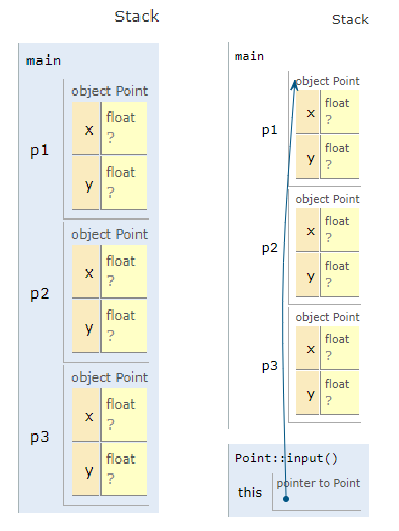 Stack
main
p1
object Point
x float ?
y float ?
p2
object Point
x float ?
y float ?
p3
object Point
x float ?
y float ?
Stack
main
p1
object Point
x float ?
y float ?
p2
object Point
x float ?
y float ?
p3
object Point
x float ?
y float ?
Point::input()
this
pointer to Point